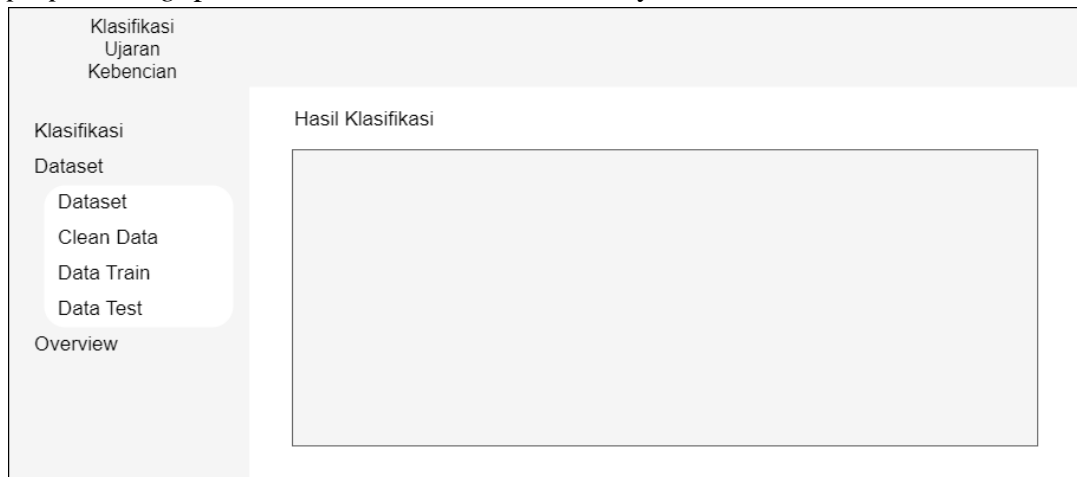 Klasifikasi
Ujaran
Kebencian
Klasifikasi
Dataset
Dataset
Clean Data
Data Train
Data Test
Overview
Hasil Klasifikasi